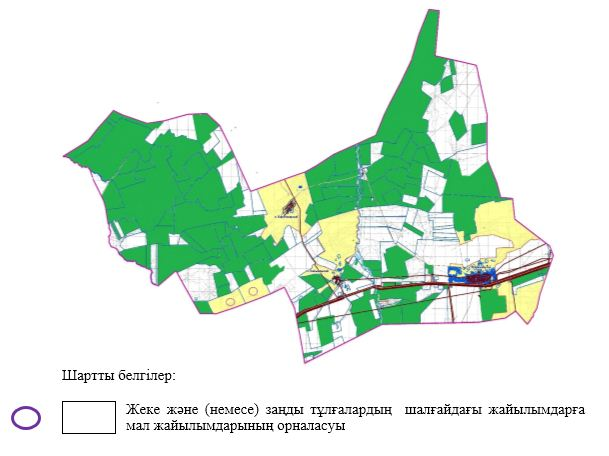 Шартты белгілер:
Жеке және (немесе) заңды тұлғалардың шалғайдағы жайылымдарға
мал жайылымдарының орналасуы